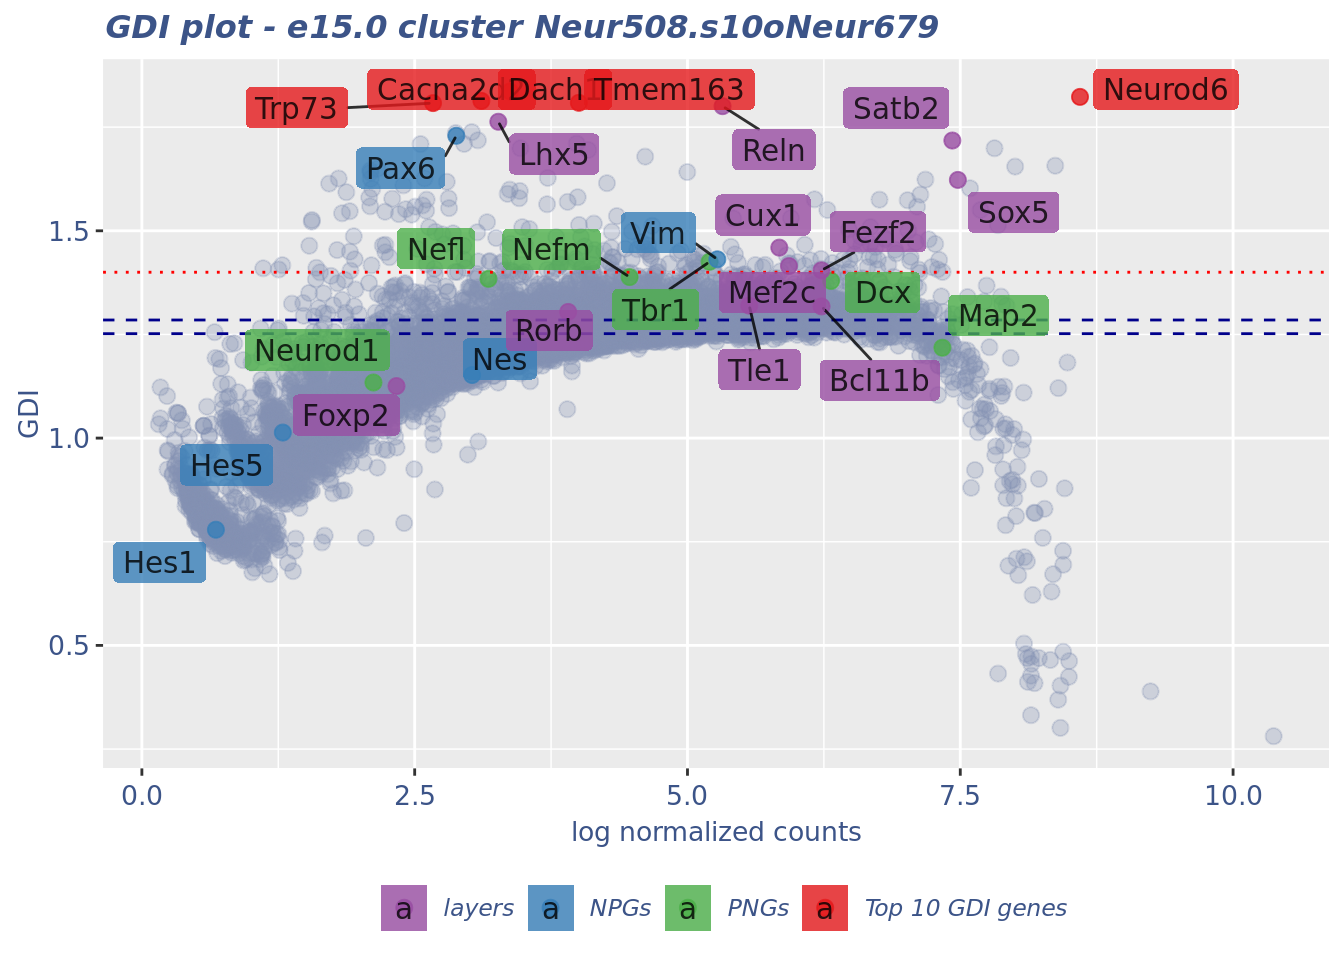 GDI plot - e15.0 cluster Neur508.s10oNeur679
Trp73
Dach1
Tmem163
Neurod6
Satb2
Pax6
Lhx5
Reln
Sox5
Cux1
Nefl
Nefm
Vim
Fezf2
Mef2c
Dcx
Tbr1
Map2
Rorb
Neurod1
Nes
Tle1
Bcl11b
Foxp2
Hes5
Hes1
GDI
1.5
1.0
0.5
0.0 2.5 5.0 7.5 10.0
log normalized counts
a layers a NPGs a PNGs a Top 10 GDI genes